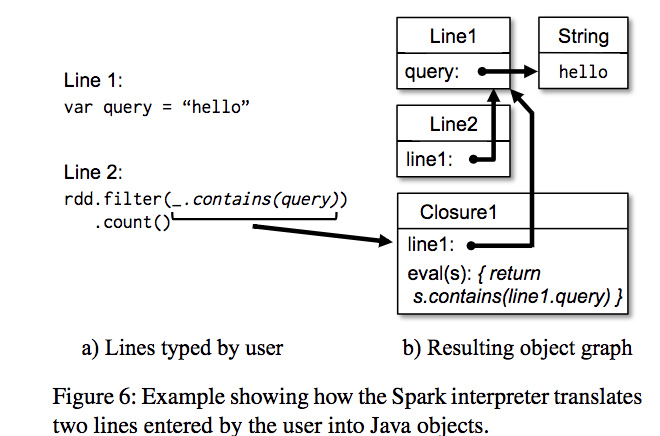 Line 1:
var query = “hello”
Line 2:
rdd.filter(_.contains(query))
.count()
Line1
query:
String
hello
Line2
line1:
Closure1
line1:
eval(s): { return
s.contains(line1.query) }
a) Lines typed by user
b) Resulting object graph
Figure 6: Example showing how the Spark interpreter translates
two lines entered by the user into Java objects.